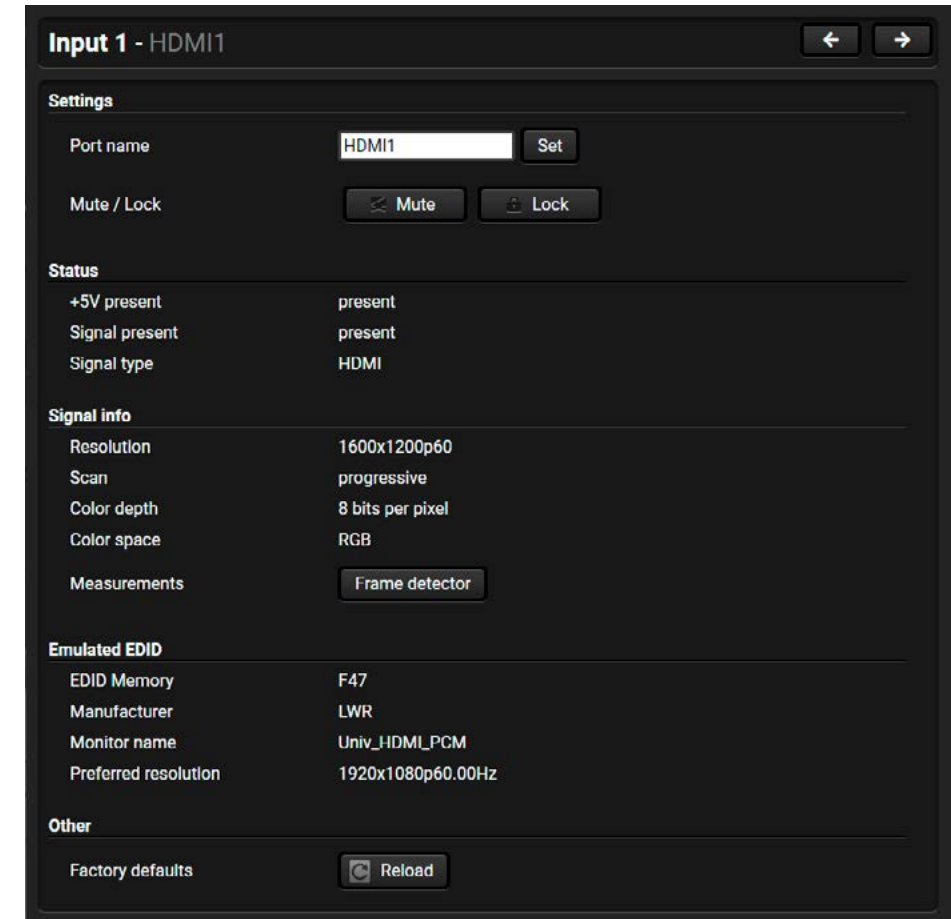 Input 1 - HDMI1
Settings
Port name HDMI1 Set
Mute / Lock Mute Lock
Status
+5V present present
Signal present present
Signal type HDMI
Signal info
Resolution 1600x1200p60
Scan progressive
Color depth 8 bits per pixel
Color space RGB
Measurements Frame detector
Emulated EDID
EDID Memory F47
Manufacturer LWR
Monitor name Univ_HDMI_PCM
Preferred resolution 1920x1080p60.00Hz
Other
Factory defaults Reload